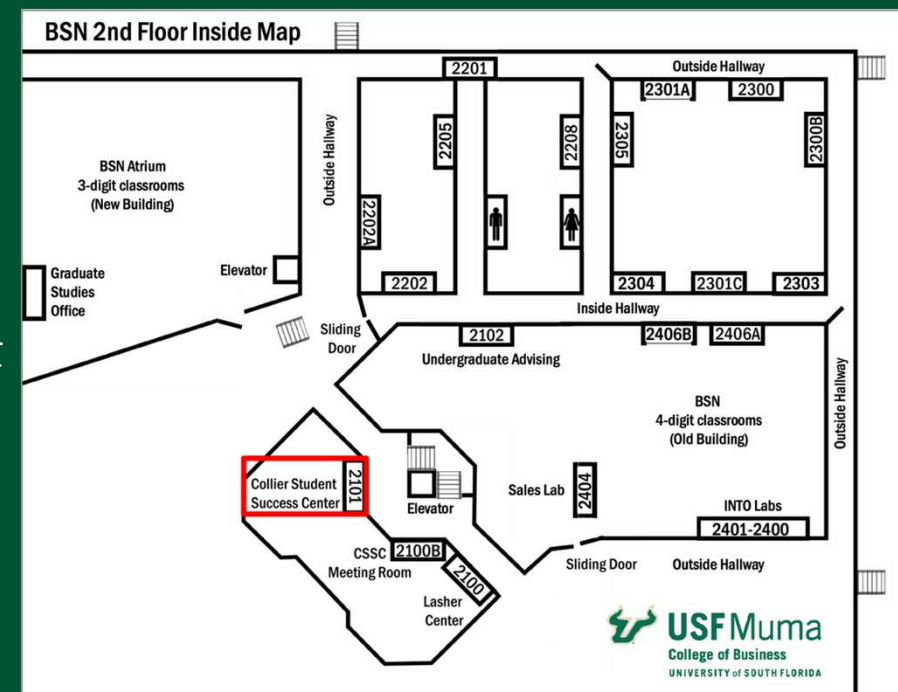 BSN 2nd Floor Inside Map
2201
Outside Hallway
2301A
2300
2205
2208
2305
2300B
Outside Hallway
BSN Atrium
3-digit classrooms
(New Building)
2202A
Graduate
Studies
Office
Elevator
2202
2304
2301C
2303
Inside Hallway
Sliding
Door
2102
Undergraduate Advising
2406B
2406A
Outside Hallway
BSN
4-digit classrooms
(Old Building)
Collier Student
Success Center
2101
Elevator
Sales Lab
2404
INTO Labs
2401-2400
CSSC
Meeting Room
2100B
2100
Lasher
Center
Sliding Door
Outside Hallway
USF Muma
College of Business
UNIVERSITY of SOUTH FLORIDA